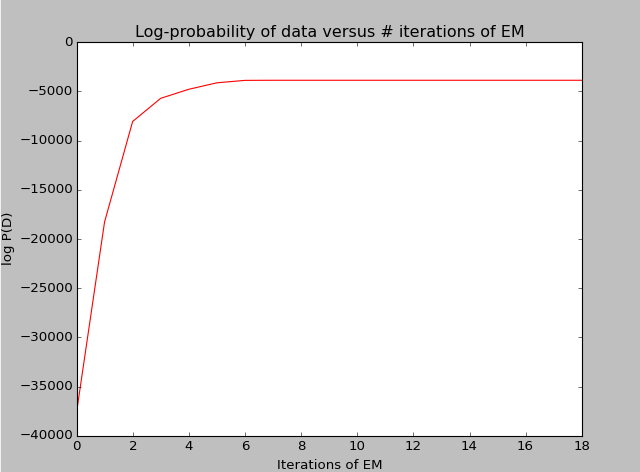 Log-probability of data versus # iterations of EM
0
−5000
−10000
−15000
−20000
−25000
−30000
−35000
−40000
log P(D)
0 2 4 6 8 10 12 14 16 18
Iterations of EM